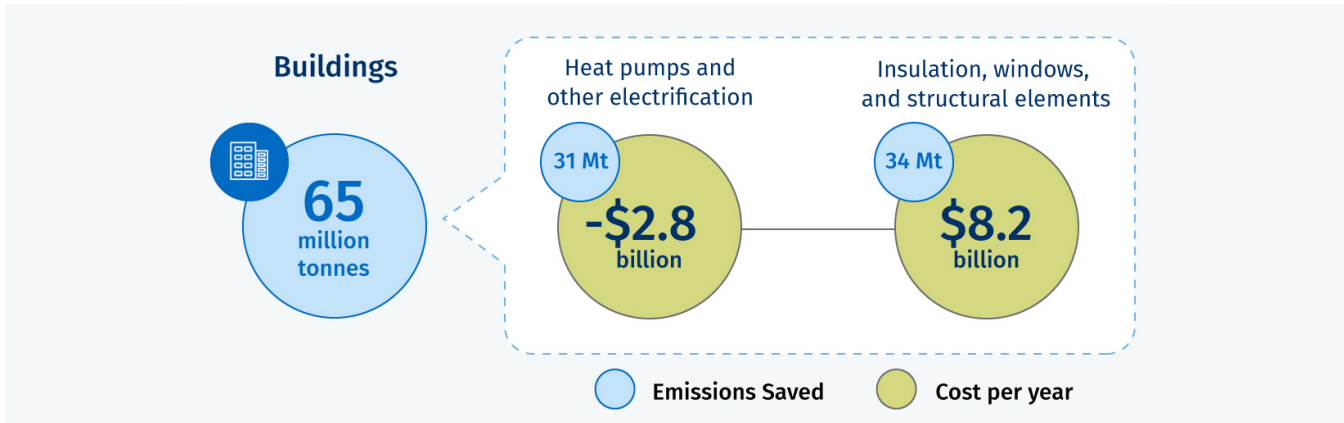 Buildings
65
million
tonnes
Heat pumps and
other electrification
31 Mt
-$2.8
billion
Insulation, windows,
and structural elements
34 Mt
$8.2
billion
Emissions Saved
Cost per year